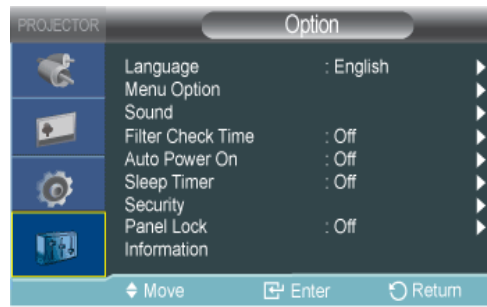 PROJECTOR
Option
Language : English
Menu Option
Sound
Filter Check Time : Off
Auto Power On : Off
Sleep Timer : Off
Security
Panel Lock : Off
Information
Move Enter Return